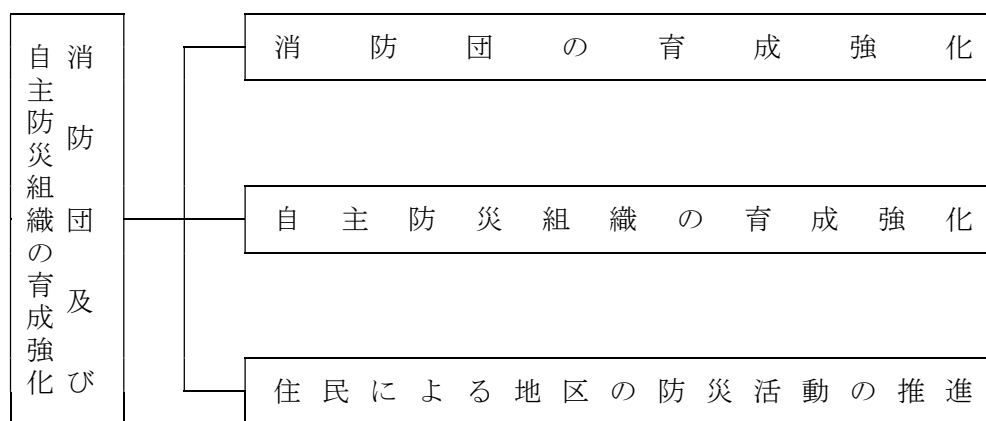 消防団及び
自主防災組織の育成強化
消防団の育成強化
自主防災組織の育成強化
住民による地区の防災活動の推進